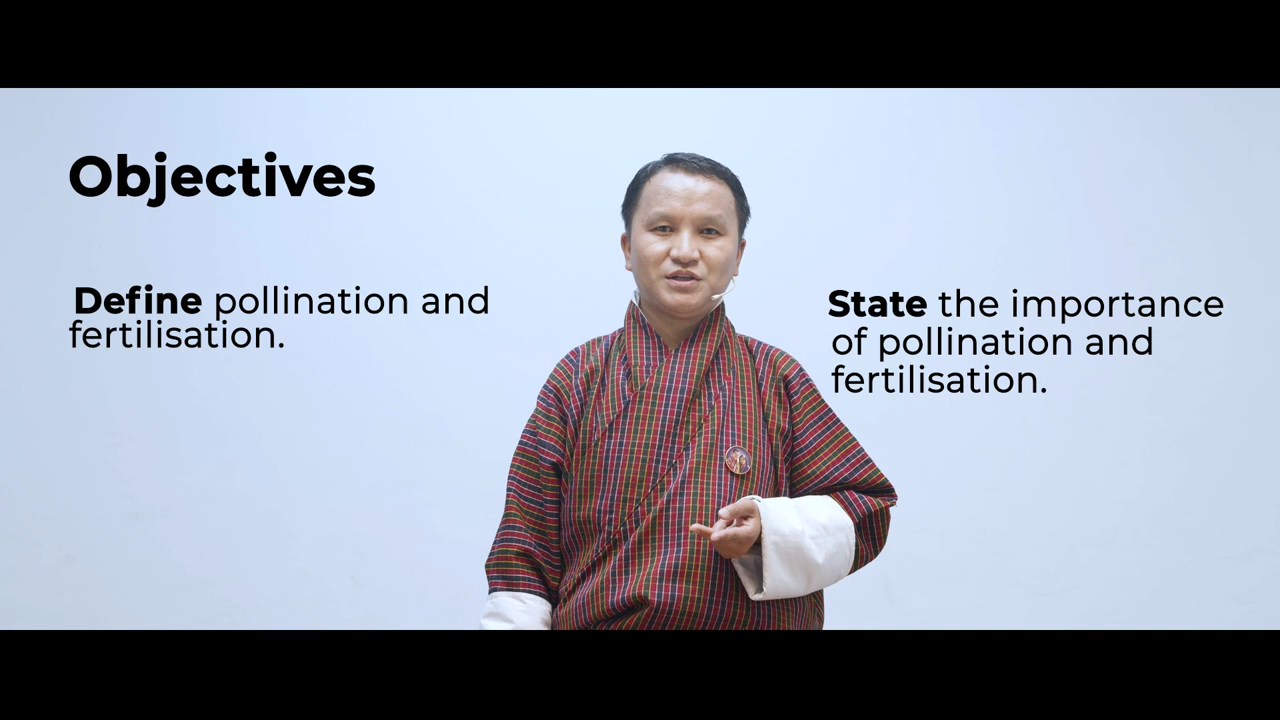 Objectives
Define pollination and
fertilisation.
State the importance
of pollination and
fertilisation.